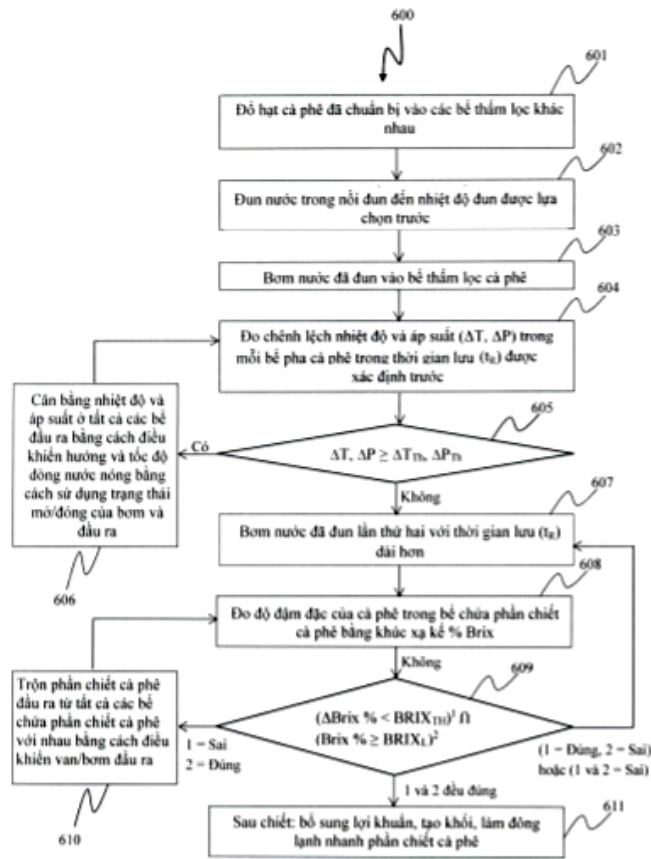 600
601
Đổ hạt cà phê đã chuẩn bị vào các bể thẩm lọc khác
nhau
602
Đun nước trong nồi đun đến nhiệt độ đun được lựa
chọn trước
603
Bơm nước đã đun vào bể thẩm lọc cà phê
604
Đo chênh lệch nhiệt độ và áp suất (ΔT, ΔP) trong
mỗi bể pha cà phê trong thời gian lưu (t_R) được
xác định trước
605
ΔT, ΔP ≥ ΔT_Th, ΔP_Th
Có
Cân bằng nhiệt độ và
áp suất ở tất cả các bể
đầu ra bằng cách điều
khiển hướng và tốc độ
dòng nước nóng bằng
cách sử dụng trạng thái
mở/đóng của bơm và
đầu ra
606
Không
607
Bơm nước đã đun lần thứ hai với thời gian lưu (t_R)
dài hơn
608
Đo độ đậm đặc của cà phê trong bể chứa phần chiết
cà phê bằng khúc xạ kế % Brix
Không
609
(ΔBrix % < BRIX_TH)¹ ∩
(Brix % ≥ BRIX_L)²
1 = Sai
2 = Đúng
Trộn phần chiết cà phê
đầu ra từ tất cả các bể
chứa phần chiết cà phê
với nhau bằng cách điều
khiển van/bơm đầu ra
610
(1 = Đúng, 2 = Sai)
hoặc (1 và 2 = Sai)
1 và 2 đều đúng
611
Sau chiết: bổ sung lợi khuẩn, tạo khối, làm đông
lạnh nhanh phần chiết cà phê